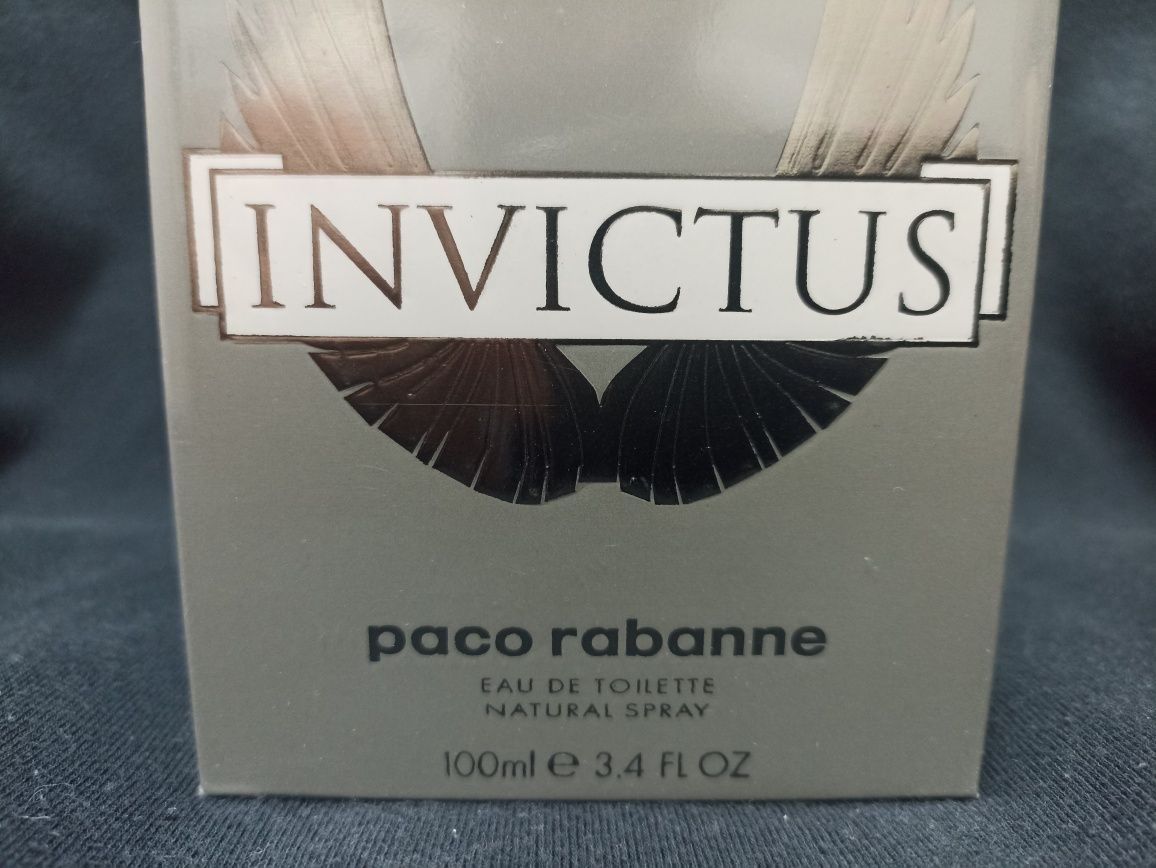 INVICTUS
paco rabanne
EAU DE TOILETTE
NATURAL SPRAY
100ml ℮ 3.4 FL OZ